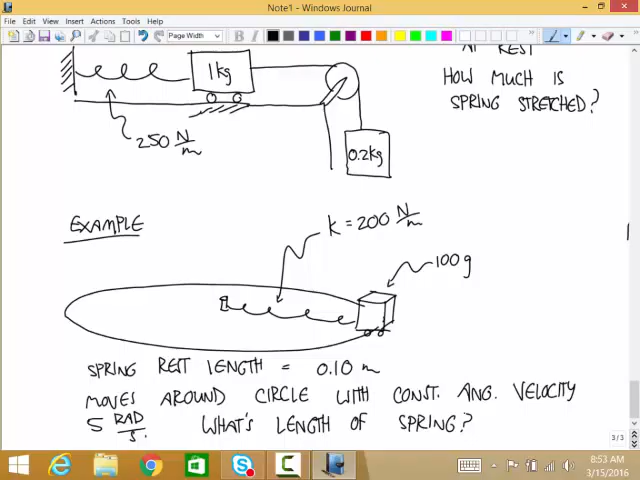 Note1 - Windows Journal
File Edit View Insert Actions Tools Help
Page Width
AT REST
HOW MUCH IS
SPRING STRETCHED?
1kg
250 N/m
0.2kg
EXAMPLE
k = 200 N/m
100g
SPRING REST LENGTH = 0.10 m
MOVES AROUND CIRCLE WITH CONST. ANG. VELOCITY
5 RAD/S. WHAT'S LENGTH OF SPRING?
3/3
8:53 AM
3/15/2016